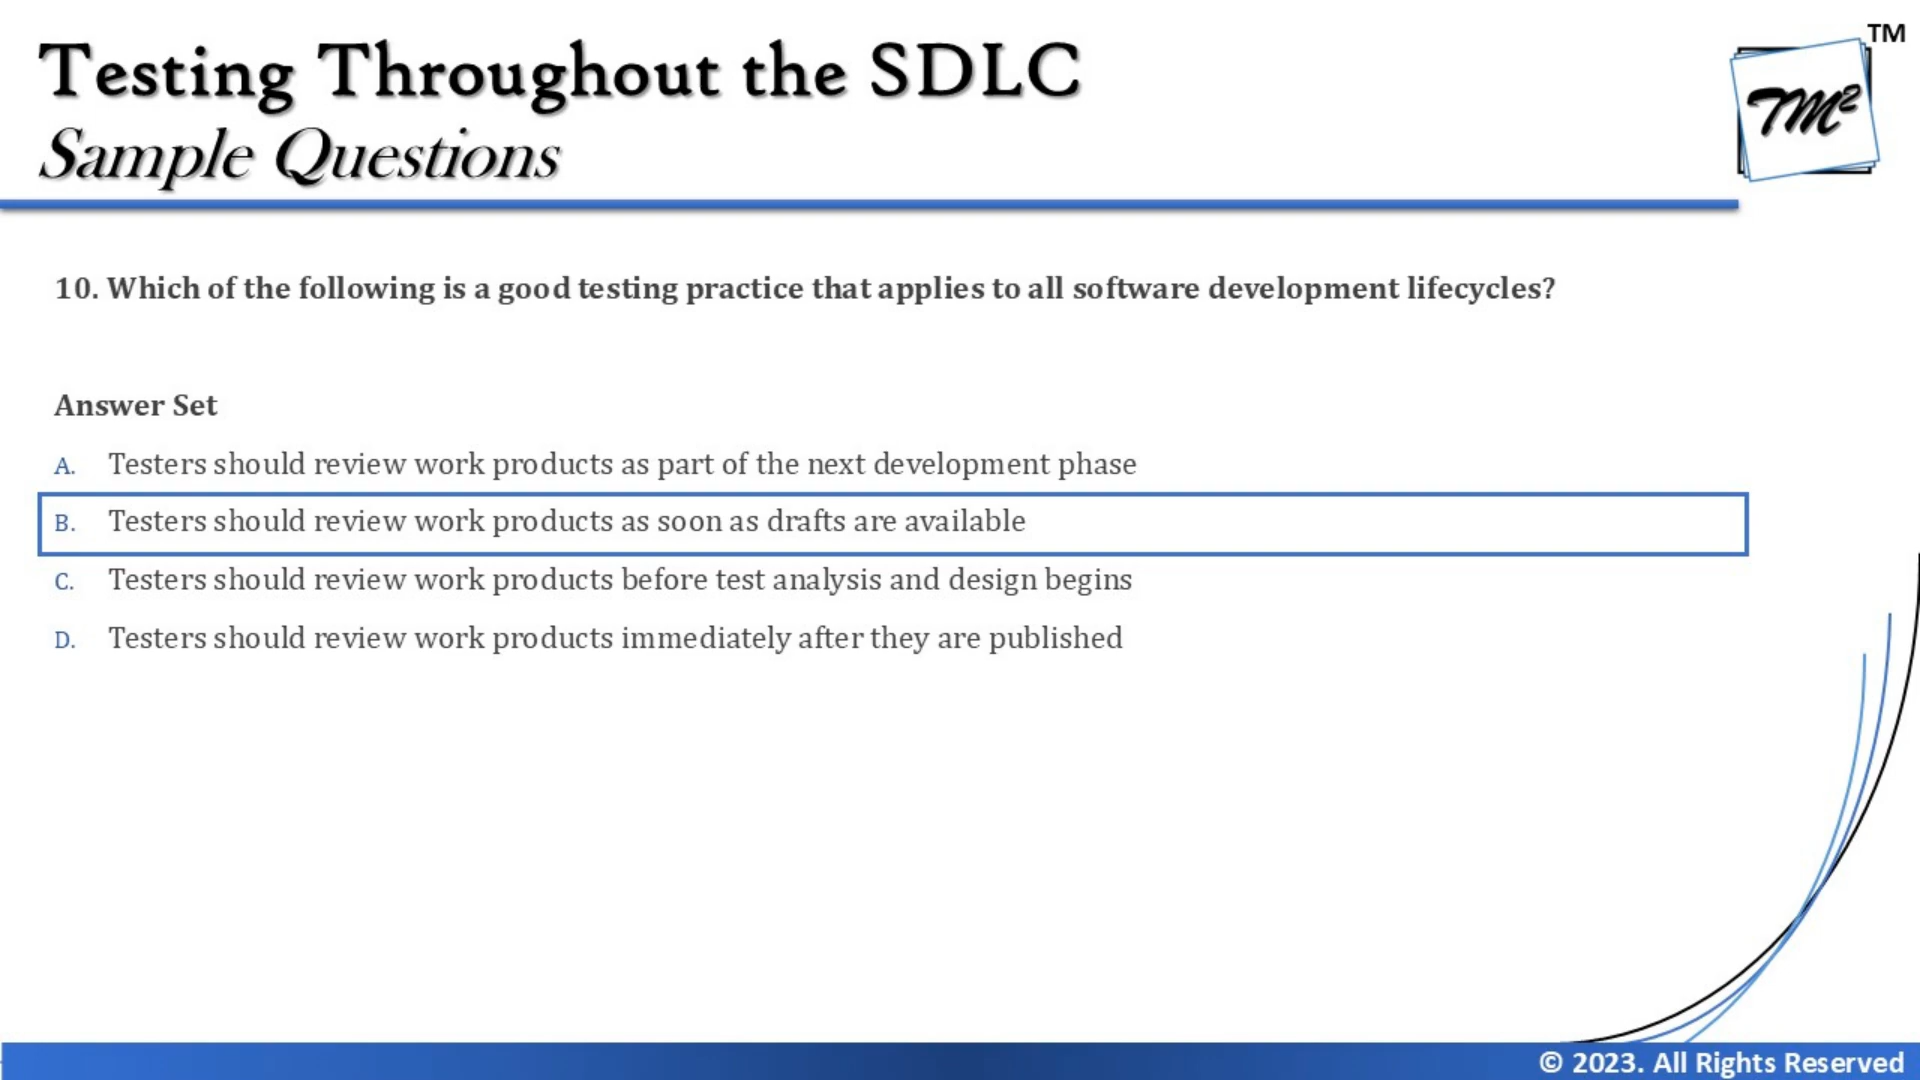 Testing Throughout the SDLC
Sample Questions
TM
TM²
10. Which of the following is a good testing practice that applies to all software development lifecycles?
Answer Set
A. Testers should review work products as part of the next development phase
B. Testers should review work products as soon as drafts are available
C. Testers should review work products before test analysis and design begins
D. Testers should review work products immediately after they are published
© 2023. All Rights Reserved